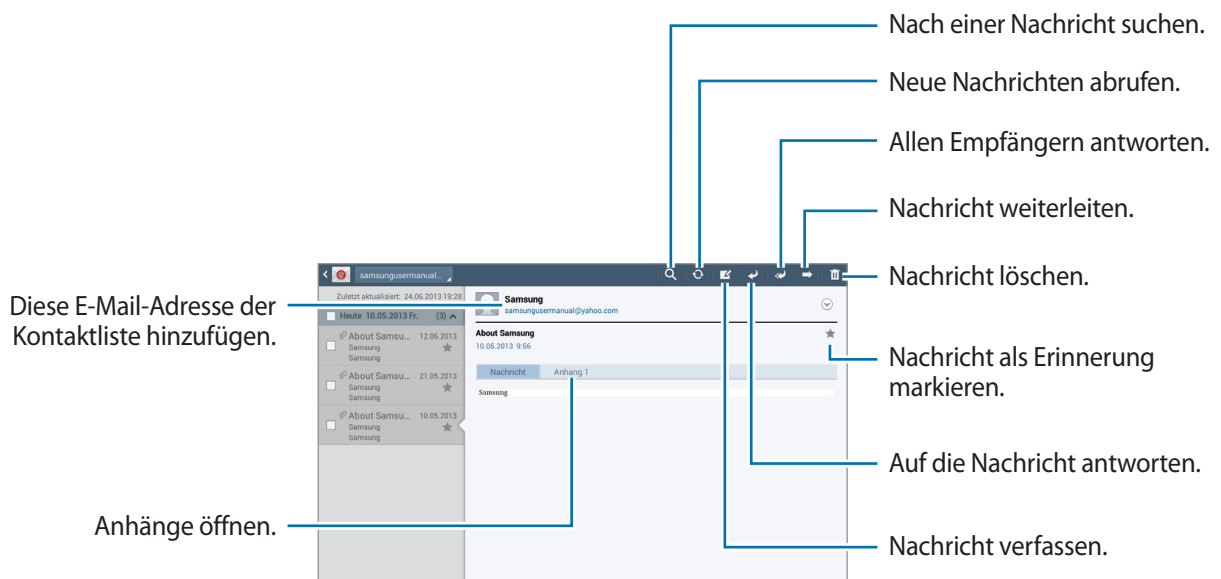 Nach einer Nachricht suchen.
Neue Nachrichten abrufen.
Allen Empfängern antworten.
Nachricht weiterleiten.
Nachricht löschen.
Nachricht als Erinnerung
markieren.
Auf die Nachricht antworten.
Nachricht verfassen.
Diese E-Mail-Adresse der
Kontaktliste hinzufügen.
Anhänge öffnen.
samsungusermanual..
Zuletzt aktualisiert: 24.06.2013 19:28
Heute 10.05.2013 Fr. (3)
About Samsu... 12.06.2013
Samsung
Samsung
About Samsu... 21.05.2013
Samsung
Samsung
About Samsu... 10.05.2013
Samsung
Samsung
Samsung
samsungusermanual@yahoo.com
About Samsung
10.05.2013 9:56
Nachricht Anhang 1
Samsung